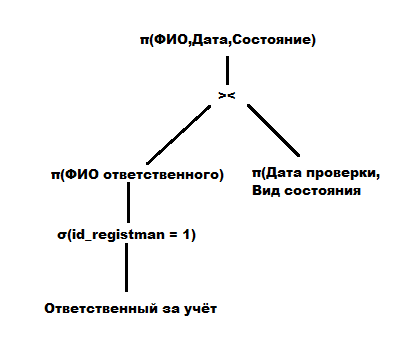 π(ФИО,Дата,Состояние)
><
π(ФИО ответственного)
π(Дата проверки,
Вид состояния
σ(id_registman = 1)
Ответственный за учёт